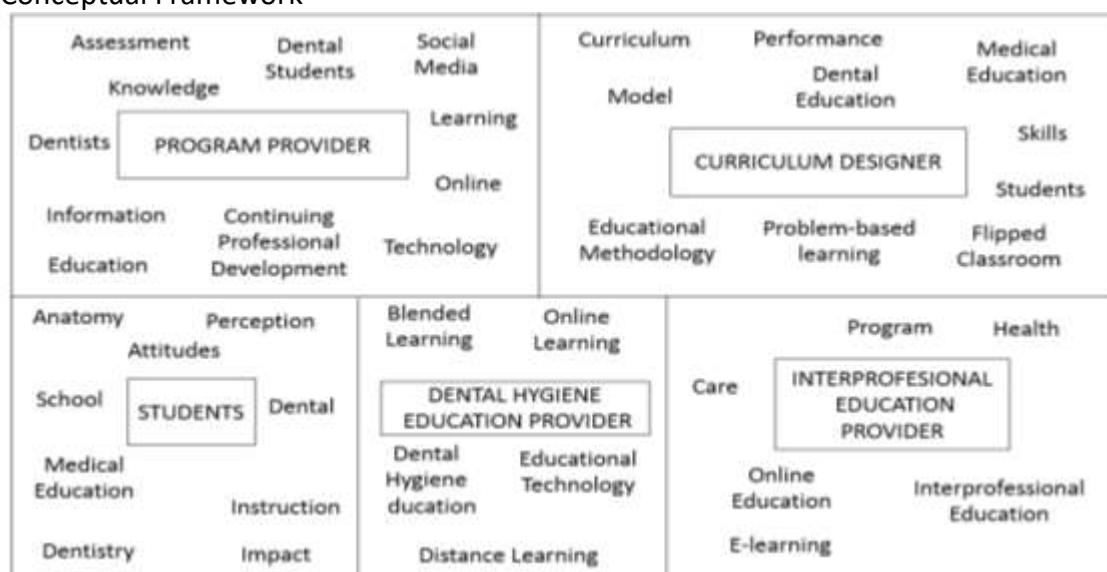 Conceptual Framework
Assessment
Dental
Students
Social
Media
Knowledge
Learning
Dentists
PROGRAM PROVIDER
Online
Information
Continuing
Professional
Development
Technology
Education
Curriculum
Performance
Medical
Education
Model
Dental
Education
Skills
CURRICULUM DESIGNER
Students
Educational
Methodology
Problem-based
learning
Flipped
Classroom
Anatomy
Perception
Attitudes
School
STUDENTS
Dental
Medical
Education
Instruction
Dentistry
Impact
Blended
Learning
Online
Learning
DENTAL HYGIENE
EDUCATION PROVIDER
Dental
Hygiene
ducation
Educational
Technology
Distance Learning
Program
Health
Care
INTERPROFESIONAL
EDUCATION
PROVIDER
Online
Education
Interprofessional
Education
E-learning